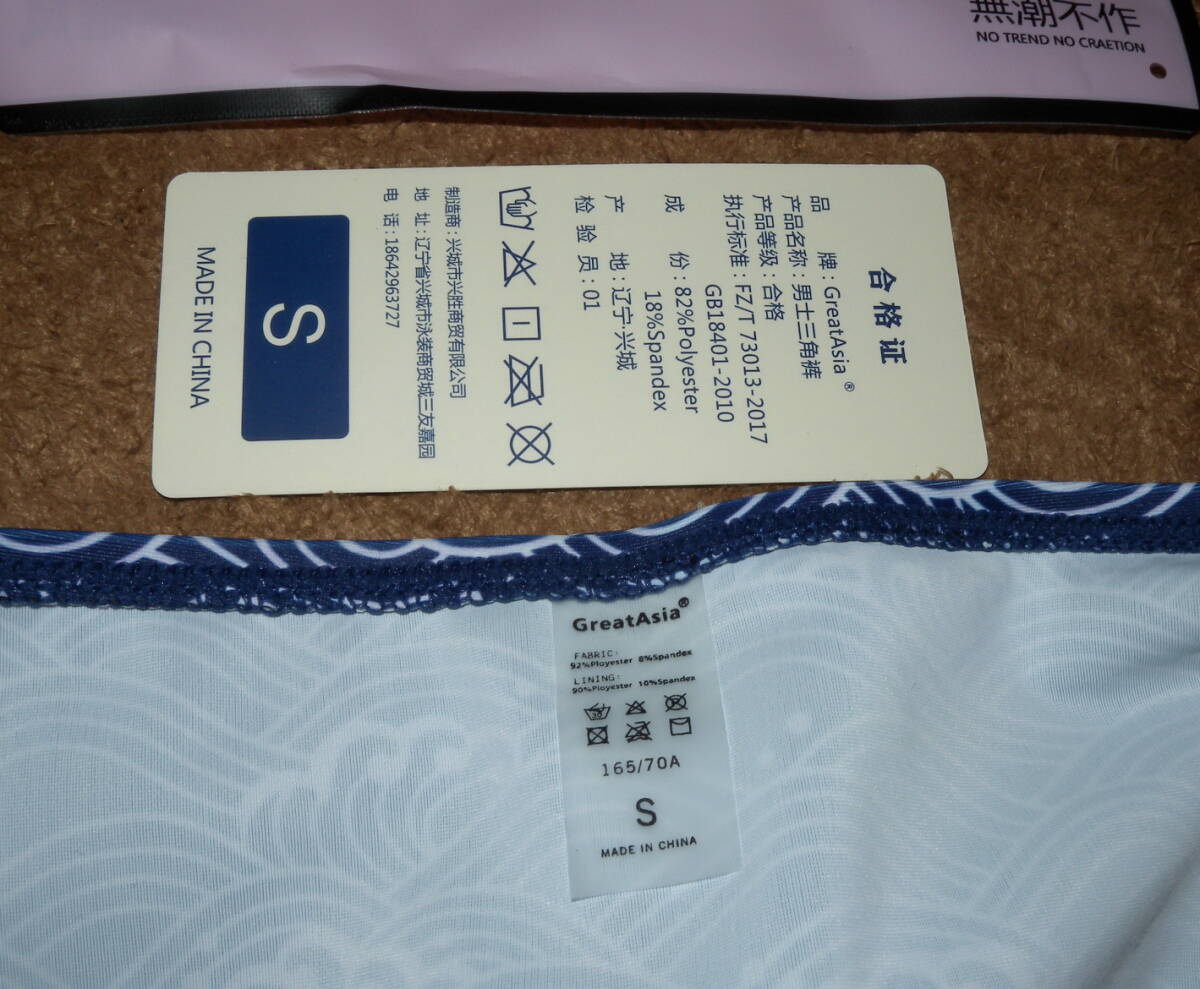 無潮不作
NO TREND NO CRAETION
合格证
品 牌：GreatAsia ®
产品名称：男士三角裤
产品等级：合格
执行标准：FZ/T 73013-2017
GB18401-2010
成 份：82%Polyester
18%Spandex
产 地：辽宁·兴城
检 验 员：01
制造商：兴城市兴胜商贸有限公司
地 址：辽宁省兴城市泳装商贸城三友嘉园
电 话：18642963727
S
MADE IN CHINA
GreatAsia®
FABRIC:
92%Ployester 8%Spandex
LINING:
90%Ployester 10%Spandex
30
165/70A
S
MADE IN CHINA